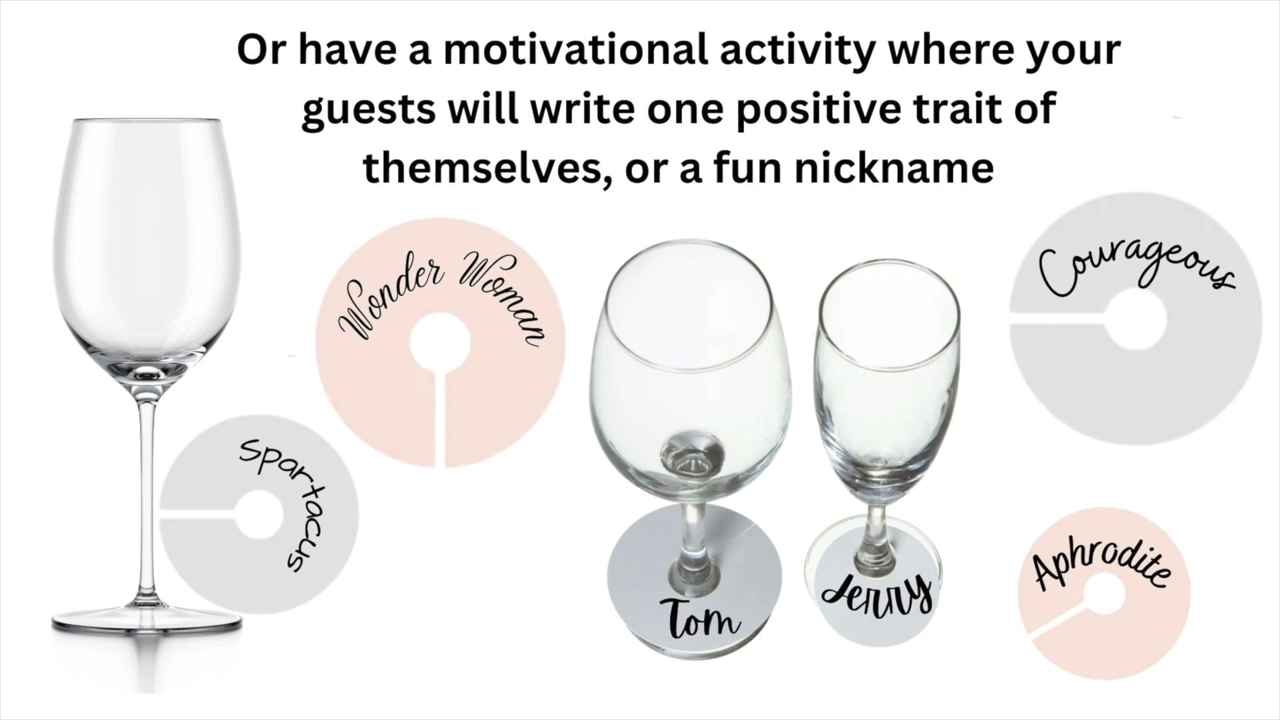 Or have a motivational activity where your
guests will write one positive trait of
themselves, or a fun nickname
Wonder Woman
Courageous
Spartacus
Tom
Jerry
Aphrodite